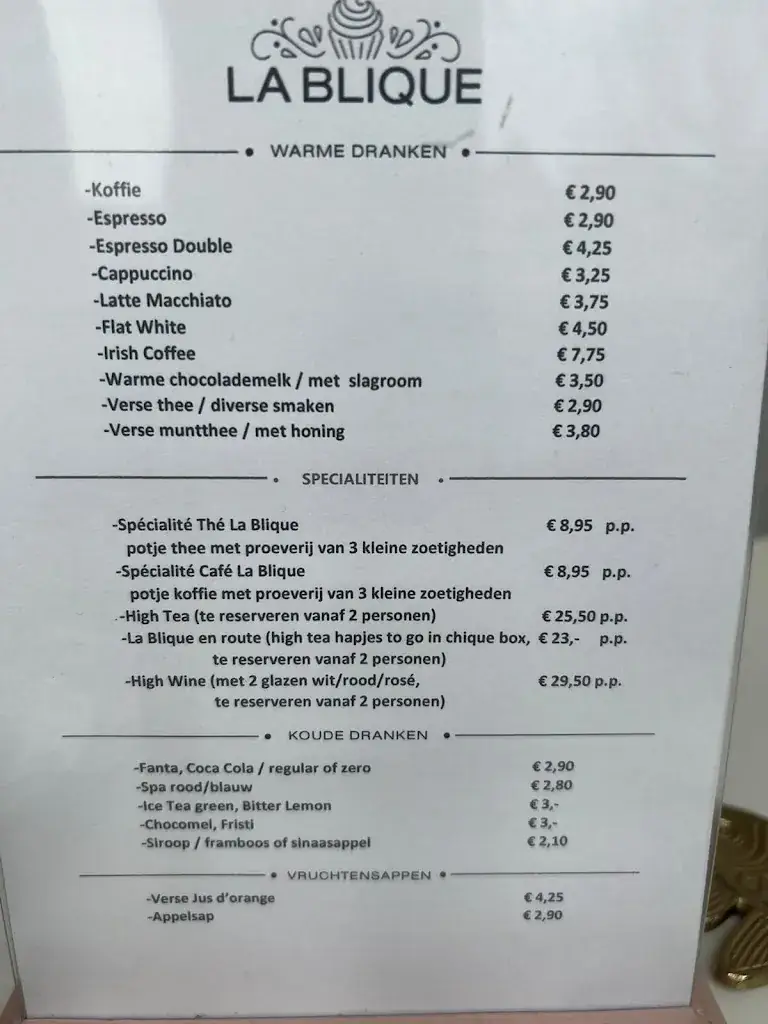 LA BLIQUE
• WARME DRANKEN •
-Koffie € 2,90
-Espresso € 2,90
-Espresso Double € 4,25
-Cappuccino € 3,25
-Latte Macchiato € 3,75
-Flat White € 4,50
-Irish Coffee € 7,75
-Warme chocolademelk / met slagroom € 3,50
-Verse thee / diverse smaken € 2,90
-Verse muntthee / met honing € 3,80
• SPECIALITEITEN •
-Spécialité Thé La Blique € 8,95 p.p.
potje thee met proeverij van 3 kleine zoetigheden
-Spécialité Café La Blique € 8,95 p.p.
potje koffie met proeverij van 3 kleine zoetigheden
-High Tea (te reserveren vanaf 2 personen) € 25,50 p.p.
-La Blique en route (high tea hapjes to go in chique box, € 23,- p.p.
te reserveren vanaf 2 personen)
-High Wine (met 2 glazen wit/rood/rosé, € 29,50 p.p.
te reserveren vanaf 2 personen)
• KOUDE DRANKEN •
-Fanta, Coca Cola / regular of zero € 2,90
-Spa rood/blauw € 2,80
-Ice Tea green, Bitter Lemon € 3,-
-Chocomel, Fristi € 3,-
-Siroop / framboos of sinaasappel € 2,10
• VRUCHTENSAPPEN •
-Verse Jus d'orange € 4,25
-Appelsap € 2,90